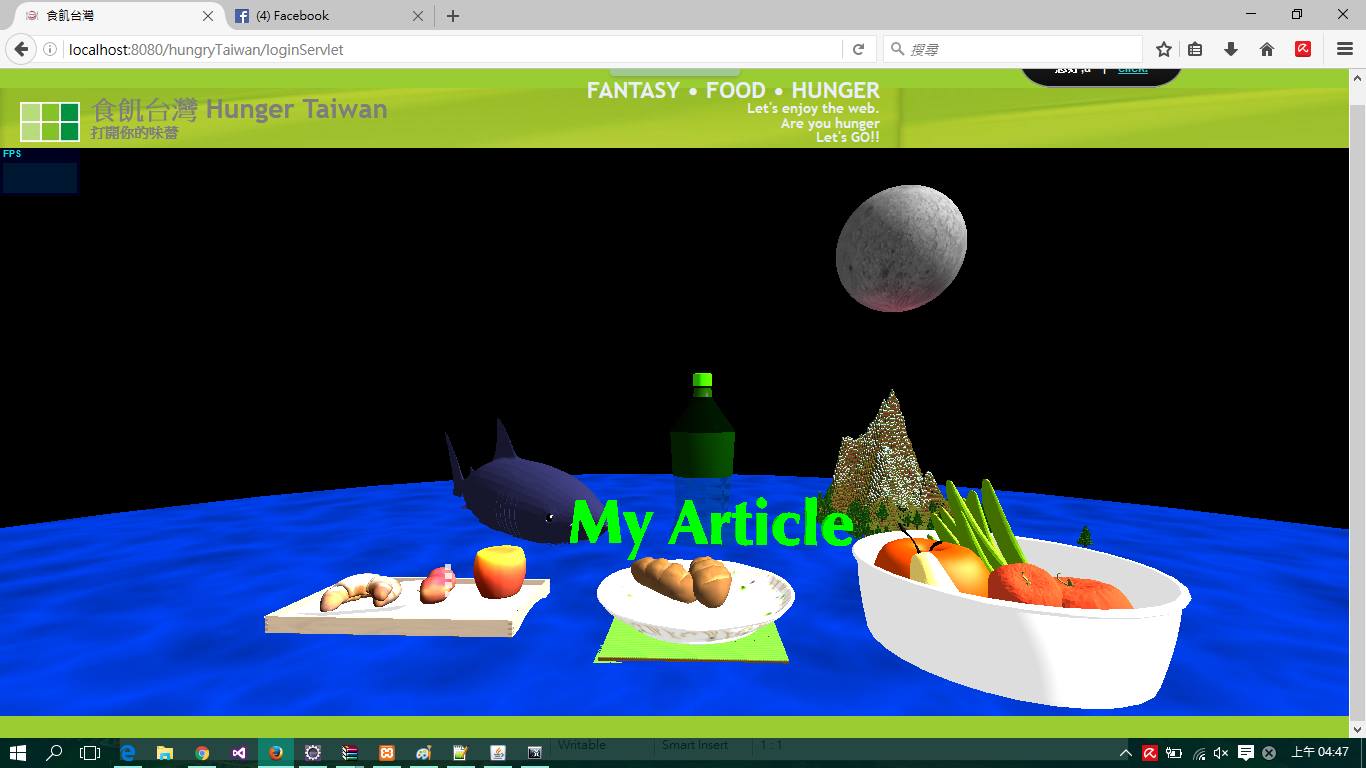 食飢台灣
(4) Facebook
localhost:8080/hungryTaiwan/loginServlet
搜尋
Click!
食飢台灣 Hunger Taiwan
打開你的味蕾
FANTASY • FOOD • HUNGER
Let's enjoy the web.
Are you hunger
Let's GO!!
FPS
My Article
Writable
Smart Insert
1 : 1
上午 04:47